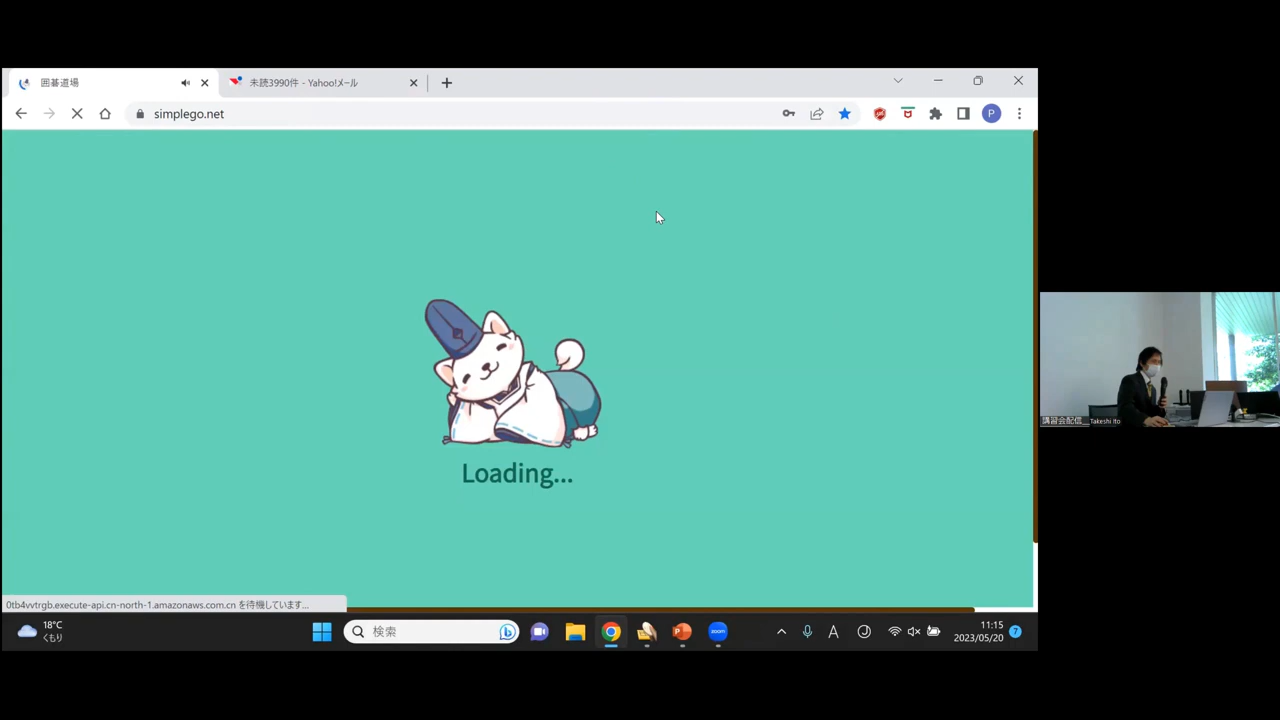 囲碁道場
未読3990件 - Yahoo!メール
simplego.net
P
Loading...
0tb4vvtrgb.execute-api.cn-north-1.amazonaws.com.cn を待機しています...
講習会配信__Takeshi Ito
18°C
くもり
検索
zoom
A
J
11:15
2023/05/20
7